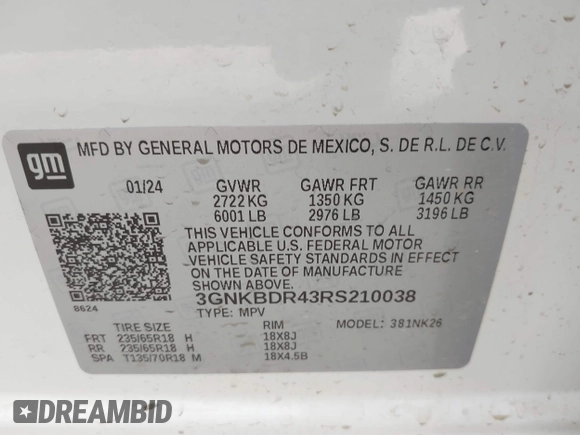 gm
MFD BY GENERAL MOTORS DE MEXICO, S. DE R.L. DE C.V.
01/24 GVWR GAWR FRT GAWR RR
2722 KG 1350 KG 1450 KG
6001 LB 2976 LB 3196 LB
THIS VEHICLE CONFORMS TO ALL
APPLICABLE U.S. FEDERAL MOTOR
VEHICLE SAFETY STANDARDS IN EFFECT
ON THE DATE OF MANUFACTURE
SHOWN ABOVE.
3GNKBDR43RS210038
8624
TYPE: MPV MODEL: 381NK26
TIRE SIZE RIM
FRT 235/65R18 H 18X8J
RR 235/65R18 H 18X8J
SPA T135/70R18 M 18X4.5B
DREAMBID